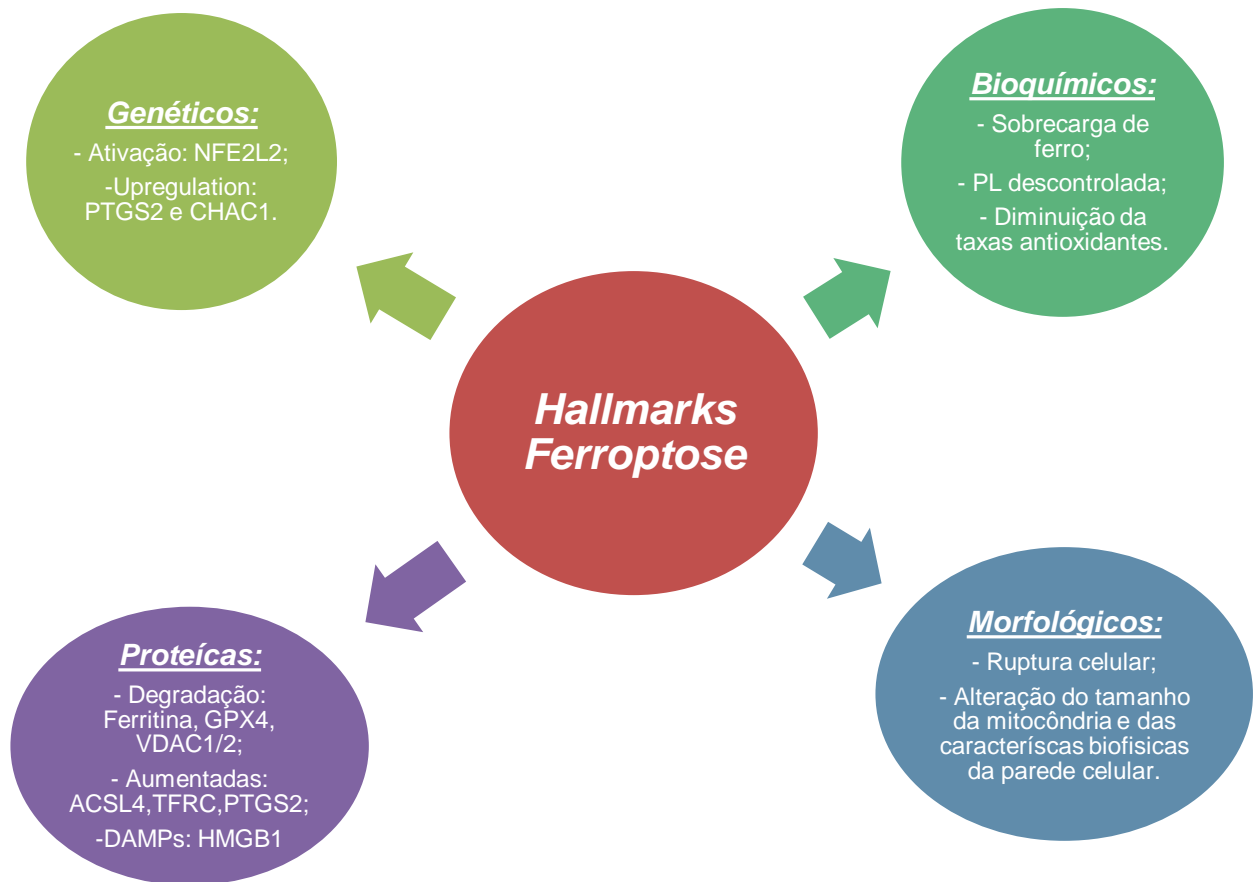 Genéticos:
- Ativação: NFE2L2;
-Upregulation:
PTGS2 e CHAC1.
Bioquímicos:
- Sobrecarga de
ferro;
- PL descontrolada;
- Diminuição da
taxas antioxidantes.
Hallmarks
Ferroptose
Proteícas:
- Degradação:
Ferritina, GPX4,
VDAC1/2;
- Aumentadas:
ACSL4,TFRC,PTGS2;
-DAMPs: HMGB1
Morfológicos:
- Ruptura celular;
- Alteração do tamanho
da mitocôndria e das
caracteríscas biofisicas
da parede celular.